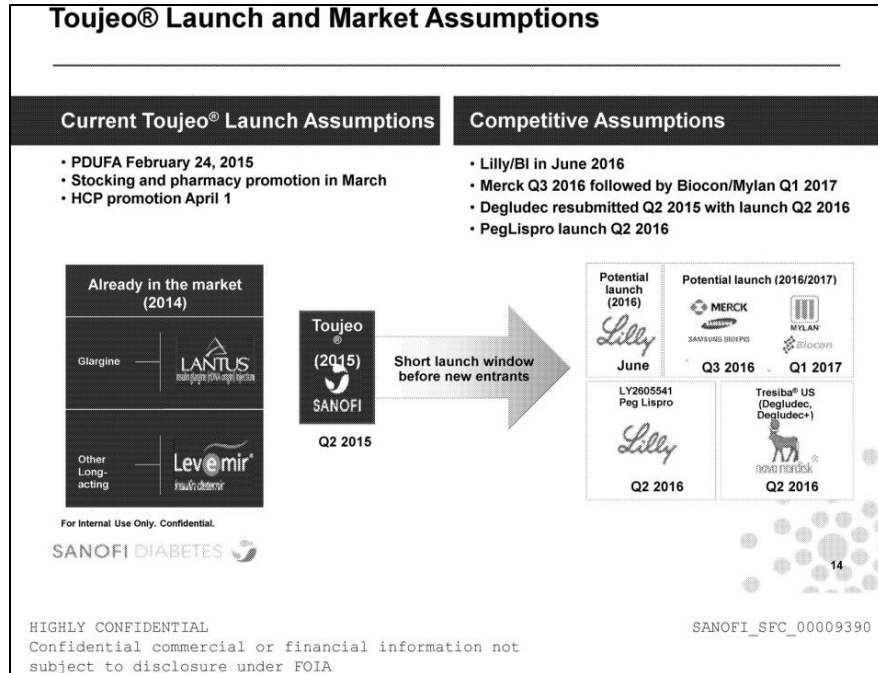 Toujeo® Launch and Market Assumptions
Current Toujeo® Launch Assumptions
• PDUFA February 24, 2015
• Stocking and pharmacy promotion in March
• HCP promotion April 1
Competitive Assumptions
• Lilly/BI in June 2016
• Merck Q3 2016 followed by Biocon/Mylan Q1 2017
• Degludec resubmitted Q2 2015 with launch Q2 2016
• PegLispro launch Q2 2016
Already in the market
(2014)
Glargine
LANTUS
insulin glargine (rDNA origin) injection
Other
Long-
acting
Levemir®
insulin detemir
Toujeo
®
(2015)
SANOFI
Q2 2015
Short launch window
before new entrants
Potential
launch
(2016)
Lilly
June
Potential launch (2016/2017)
MERCK
SAMSUNG
SAMSUNG BIOEPIS
Q3 2016
MYLAN
Biocon
Q1 2017
LY2605541
Peg Lispro
Lilly
Q2 2016
Tresiba® US
(Degludec,
Degludec+)
novo nordisk®
Q2 2016
For Internal Use Only. Confidential.
SANOFI DIABETES
14
HIGHLY CONFIDENTIAL
Confidential commercial or financial information not
subject to disclosure under FOIA
SANOFI_SFC_00009390